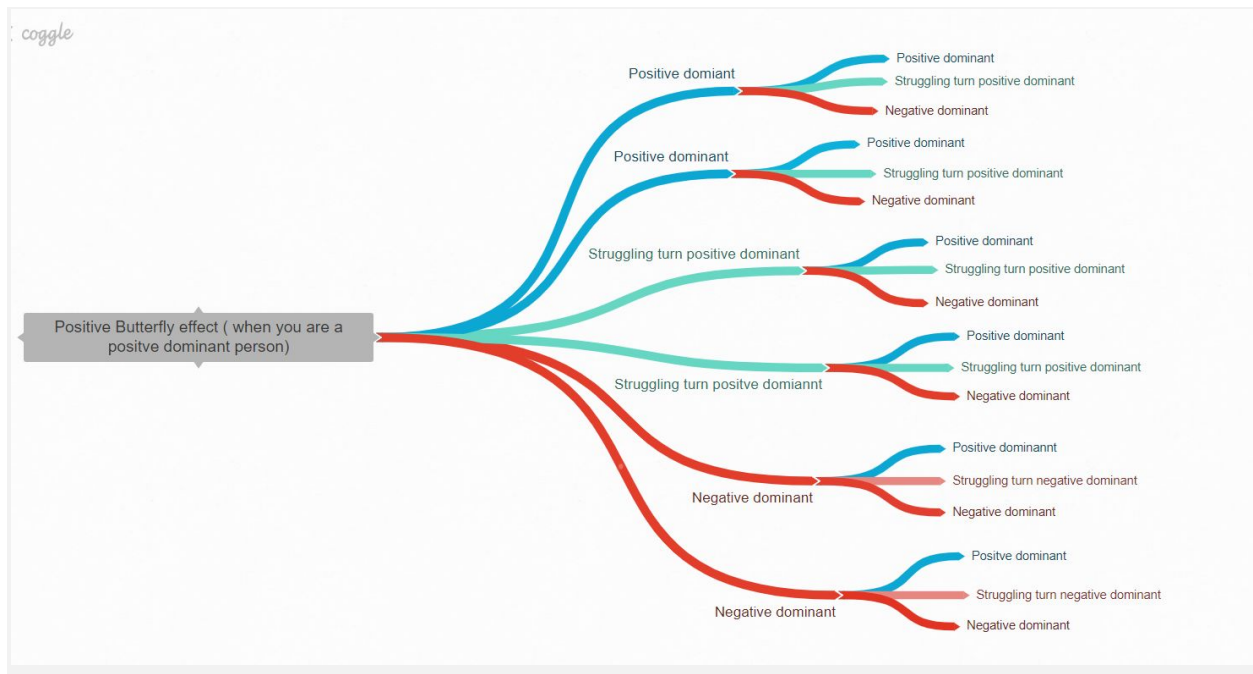 coggle
Positive Butterfly effect ( when you are a
positve dominant person)
Positive domiant
Positive dominant
Struggling turn positive dominant
Negative dominant
Positive dominant
Positive dominant
Struggling turn positive dominant
Negative dominant
Struggling turn positive dominant
Positive dominant
Struggling turn positive dominant
Negative dominant
Struggling turn positve domiannt
Positive dominant
Struggling turn positive dominant
Negative dominant
Negative dominant
Positive dominannt
Struggling turn negative dominant
Negative dominant
Negative dominant
Positve dominant
Struggling turn negative dominant
Negative dominant